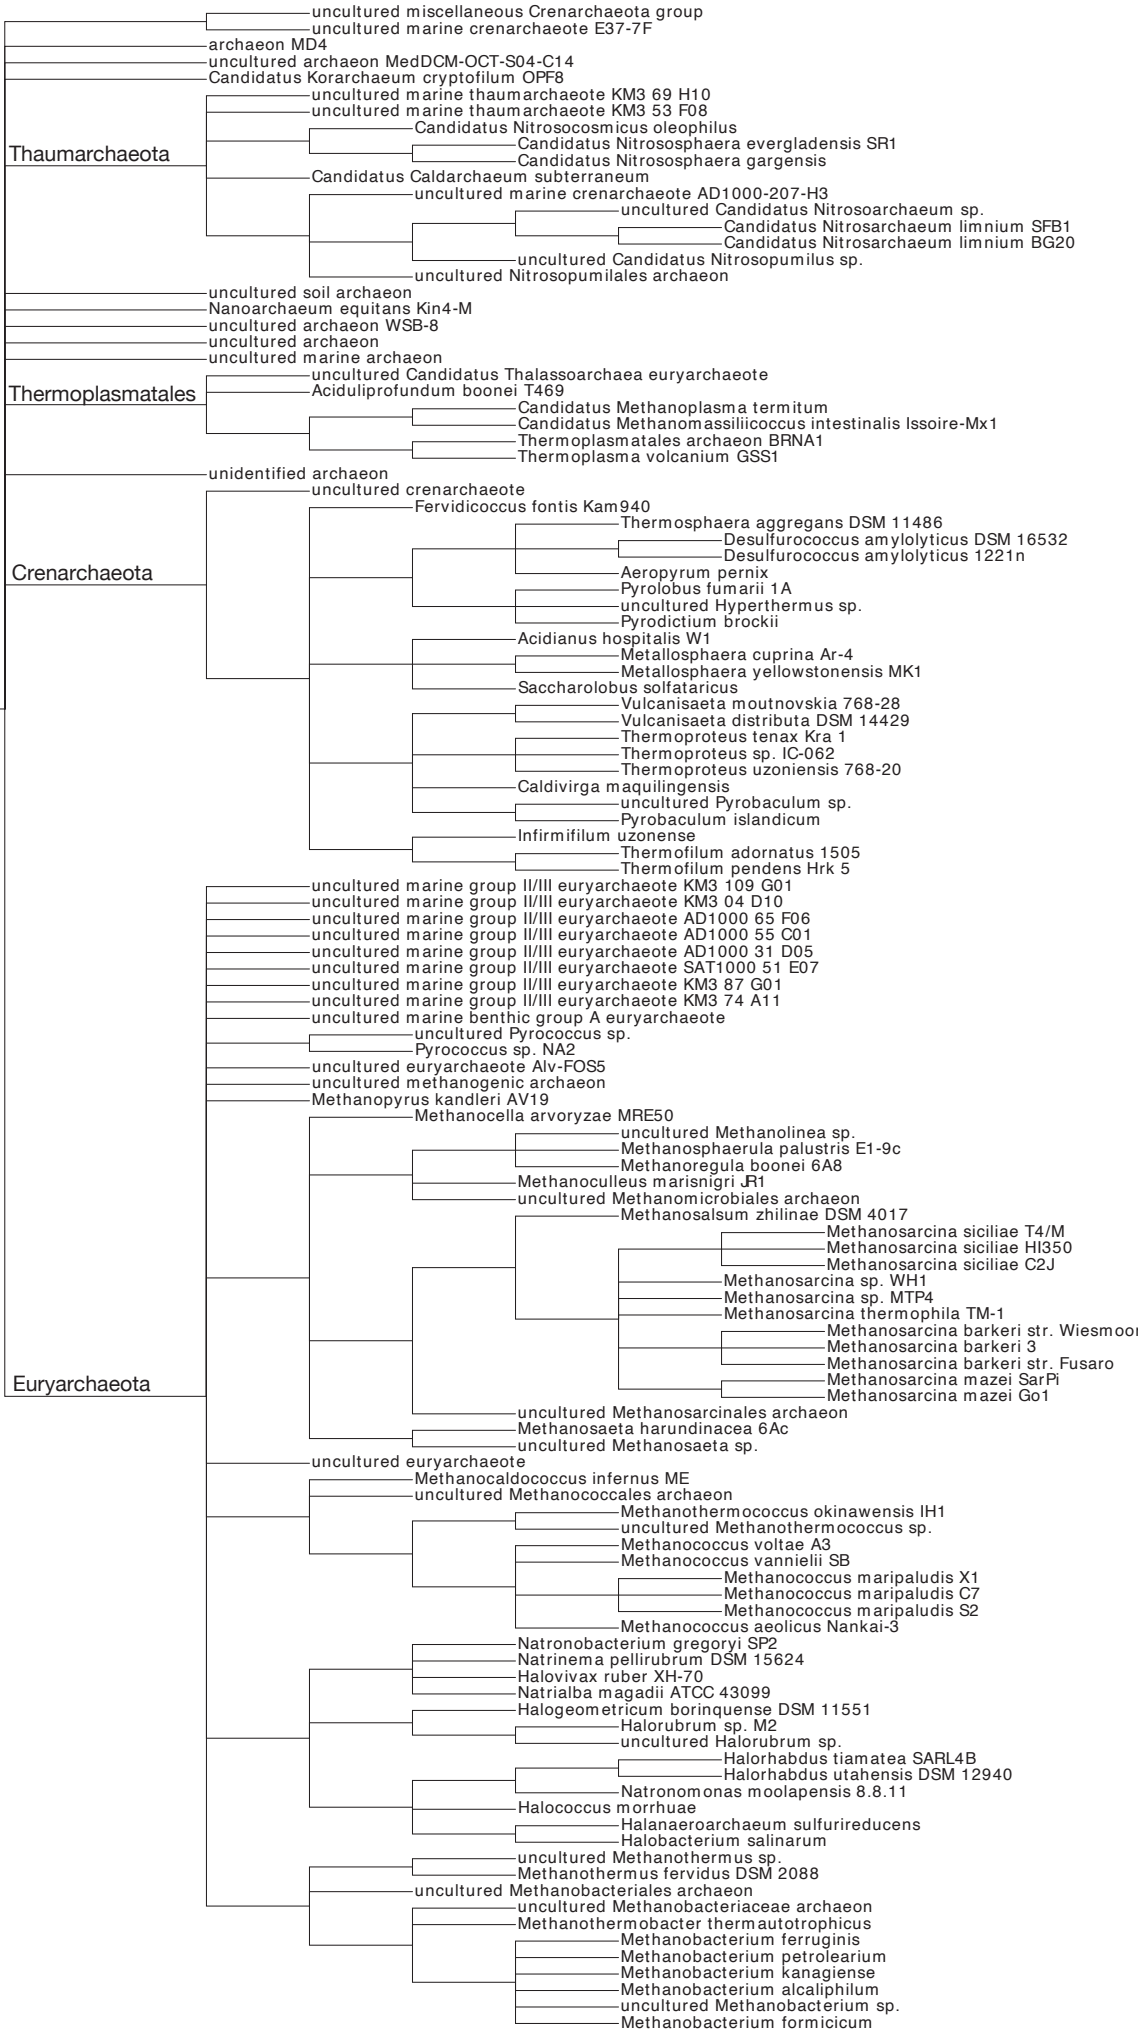 uncultured miscellaneous Crenarchaeota group
uncultured marine crenarchaeote E37-7F
archaeon MD4
uncultured archaeon MedDCM-OCT-S04-C14
Candidatus Korarchaeum cryptofilum OPF8
uncultured marine thaumarchaeote KM3 69 H10
uncultured marine thaumarchaeote KM3 53 F08
Candidatus Nitrosocosmicus oleophilus
Candidatus Nitrososphaera evergladensis SR1
Thaumarchaeota
Candidatus Nitrososphaera gargensis
Candidatus Caldarchaeum subterraneum
uncultured marine crenarchaeote AD1000-207-H3
uncultured Candidatus Nitrosoarchaeum sp.
Candidatus Nitrosarchaeum limnium SFB1
Candidatus Nitrosarchaeum limnium BG20
uncultured Candidatus Nitrosopumilus sp.
uncultured Nitrosopumilales archaeon
uncultured soil archaeon
Nanoarchaeum equitans Kin4-M
uncultured archaeon WSB-8
uncultured archaeon
uncultured marine archaeon
uncultured Candidatus Thalassoarchaea euryarchaeote
Thermoplasmatales
Aciduliprofundum boonei T469
Candidatus Methanoplasma termitum
Candidatus Methanomassiliicoccus intestinalis Issoire-Mx1
Thermoplasmatales archaeon BRNA1
Thermoplasma volcanium GSS1
unidentified archaeon
uncultured crenarchaeote
Fervidicoccus fontis Kam940
Thermosphaera aggregans DSM 11486
Desulfurococcus amylolyticus DSM 16532
Desulfurococcus amylolyticus 1221n
Crenarchaeota
Aeropyrum pernix
Pyrolobus fumarii 1A
uncultured Hyperthermus sp.
Pyrodictium brockii
Acidianus hospitalis W1
Metallosphaera cuprina Ar-4
Metallosphaera yellowstonensis MK1
Saccharolobus solfataricus
Vulcanisaeta moutnovskia 768-28
Vulcanisaeta distributa DSM 14429
Thermoproteus tenax Kra 1
Thermoproteus sp. IC-062
Thermoproteus uzoniensis 768-20
Caldivirga maquilingensis
uncultured Pyrobaculum sp.
Pyrobaculum islandicum
Infirmifilum uzonense
Thermofilum adornatus 1505
Thermofilum pendens Hrk 5
uncultured marine group II/III euryarchaeote KM3 109 G01
uncultured marine group II/III euryarchaeote KM3 04 D10
uncultured marine group II/III euryarchaeote AD1000 65 F06
uncultured marine group II/III euryarchaeote AD1000 55 C01
uncultured marine group II/III euryarchaeote AD1000 31 D05
uncultured marine group II/III euryarchaeote SAT1000 51 E07
uncultured marine group II/III euryarchaeote KM3 87 G01
uncultured marine group II/III euryarchaeote KM3 74 A11
uncultured marine benthic group A euryarchaeote
uncultured Pyrococcus sp.
Pyrococcus sp. NA2
uncultured euryarchaeote Alv-FOS5
uncultured methanogenic archaeon
Methanopyrus kandleri AV19
Methanocella arvoryzae MRE50
uncultured Methanolinea sp.
Methanosphaerula palustris E1-9c
Methanoregula boonei 6A8
Methanoculleus marisnigri JR1
uncultured Methanomicrobiales archaeon
Methanosalsum zhilinae DSM 4017
Methanosarcina siciliae T4/M
Methanosarcina siciliae HI350
Methanosarcina siciliae C2J
Methanosarcina sp. WH1
Methanosarcina sp. MTP4
Methanosarcina thermophila TM-1
Methanosarcina barkeri str. Wiesmoor
Methanosarcina barkeri 3
Methanosarcina barkeri str. Fusaro
Euryarchaeota
Methanosarcina mazei SarPi
Methanosarcina mazei Go1
uncultured Methanosarcinales archaeon
Methanosaeta harundinacea 6Ac
uncultured Methanosaeta sp.
uncultured euryarchaeote
Methanocaldococcus infernus ME
uncultured Methanococcales archaeon
Methanothermococcus okinawensis IH1
uncultured Methanothermococcus sp.
Methanococcus voltae A3
Methanococcus vannielii SB
Methanococcus maripaludis X1
Methanococcus maripaludis C7
Methanococcus maripaludis S2
Methanococcus aeolicus Nankai-3
Natronobacterium gregoryi SP2
Natrinema pellirubrum DSM 15624
Halovivax ruber XH-70
Natrialba magadii ATCC 43099
Halogeometricum borinquense DSM 11551
Halorubrum sp. M2
uncultured Halorubrum sp.
Halorhabdus tiamatea SARL4B
Halorhabdus utahensis DSM 12940
Natronomonas moolapensis 8.8.11
Halococcus morrhuae
Halanaeroarchaeum sulfurireducens
Halobacterium salinarum
uncultured Methanothermus sp.
Methanothermus fervidus DSM 2088
uncultured Methanobacteriales archaeon
uncultured Methanobacteriaceae archaeon
Methanothermobacter thermautotrophicus
Methanobacterium ferruginis
Methanobacterium petrolearium
Methanobacterium kanagiense
Methanobacterium alcaliphilum
uncultured Methanobacterium sp.
Methanobacterium formicicum